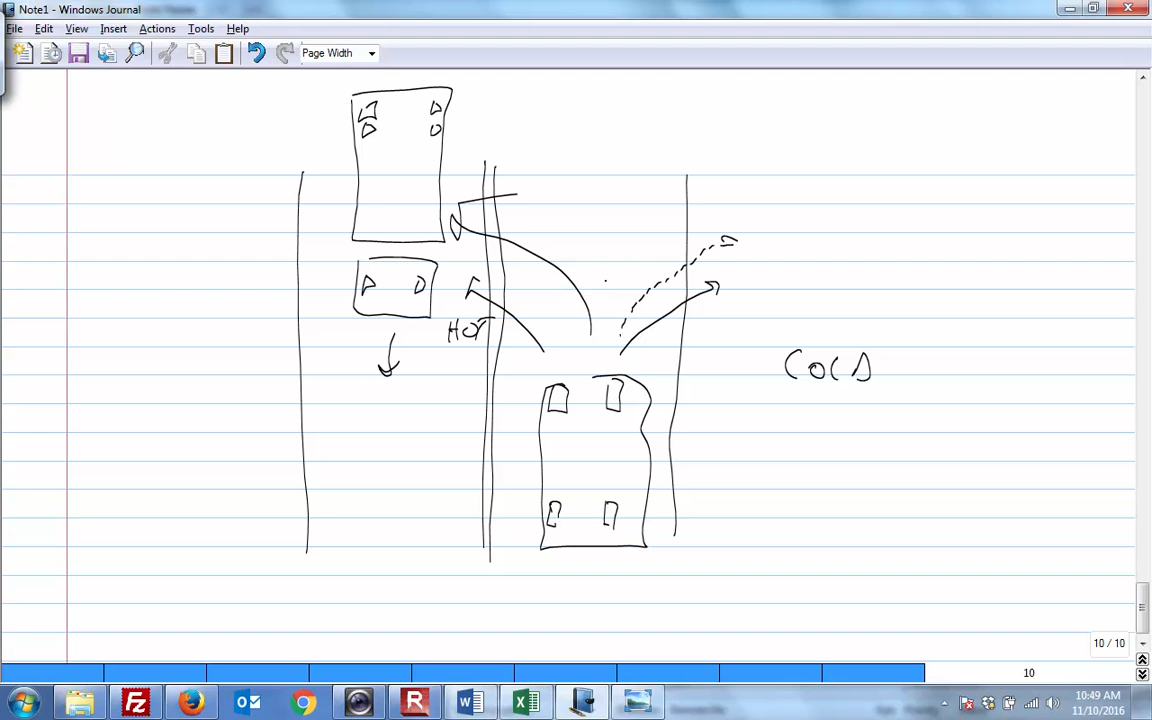 Note1 - Windows Journal
File Edit View Insert Actions Tools Help
Page Width
HOT
10 / 10
10
10:49 AM
11/10/2016